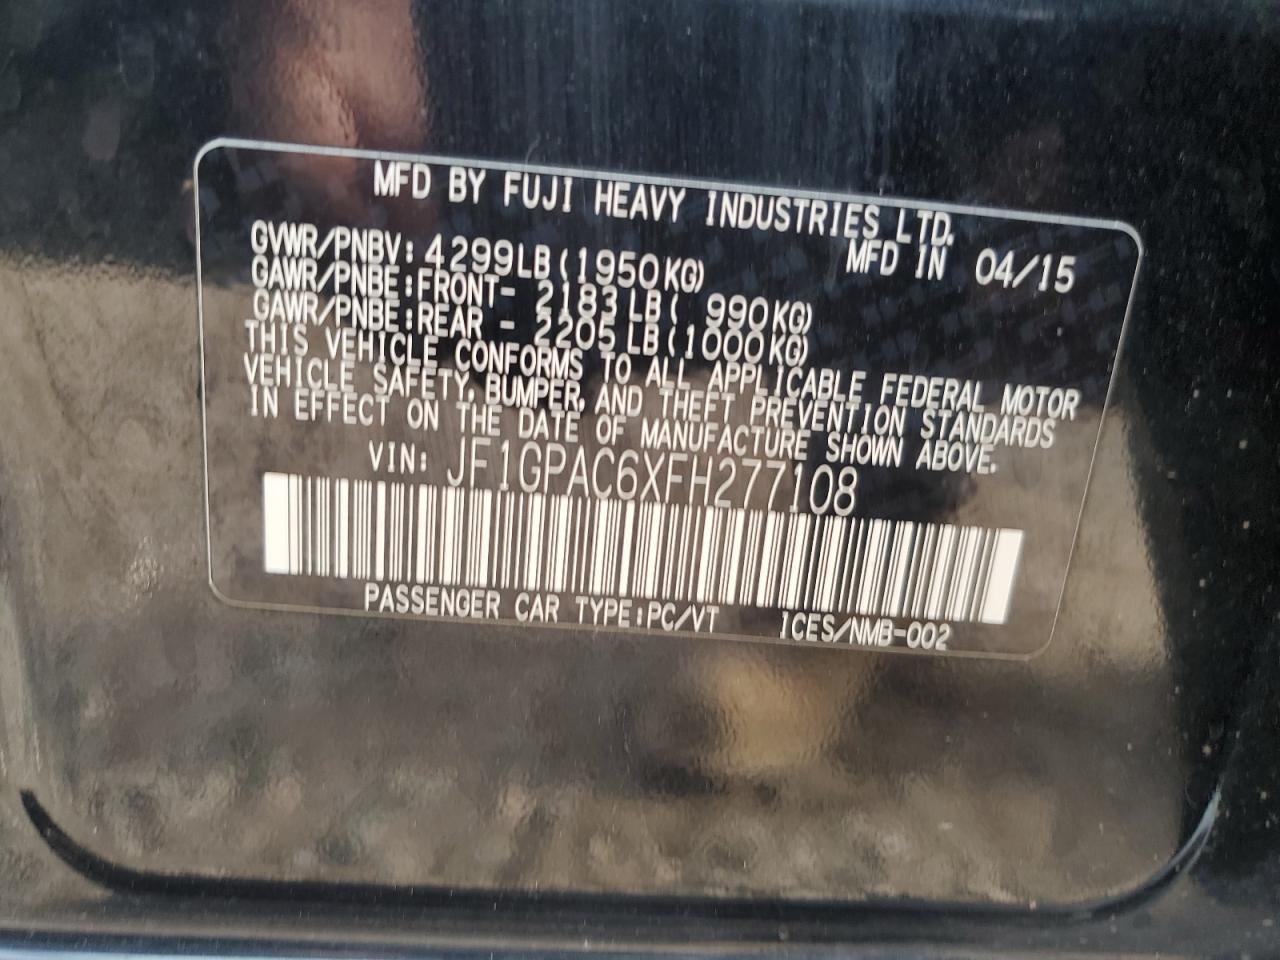 MFD BY FUJI HEAVY INDUSTRIES LTD.
GVWR/PNBV: 4299LB(1950KG) MFD IN 04/15
GAWR/PNBE:FRONT- 2183LB( 990KG)
GAWR/PNBE:REAR - 2205LB(1000KG)
THIS VEHICLE CONFORMS TO ALL APPLICABLE FEDERAL MOTOR
VEHICLE SAFETY, BUMPER, AND THEFT PREVENTION STANDARDS
IN EFFECT ON THE DATE OF MANUFACTURE SHOWN ABOVE.
VIN: JF1GPAC6XFH277108
PASSENGER CAR TYPE:PC/VT ICES/NMB-002